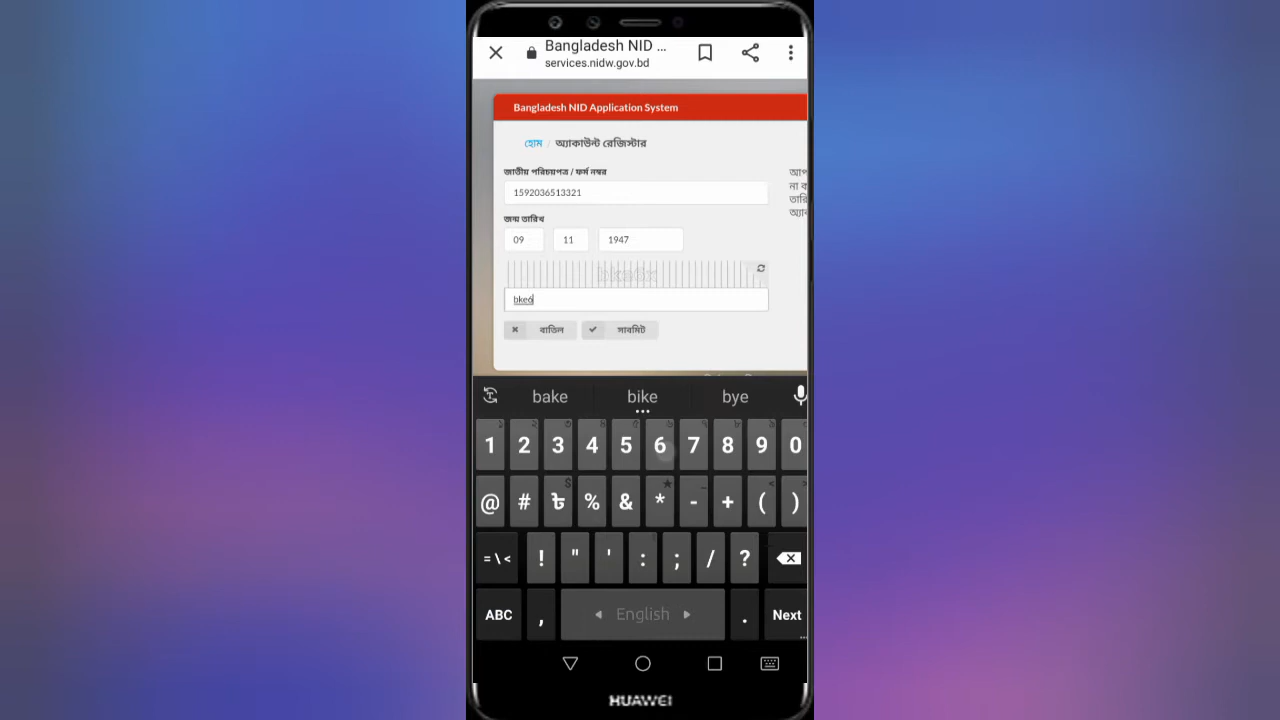 Bangladesh NID ...
services.nidw.gov.bd
Bangladesh NID Application System
হোম / অ্যাকাউন্ট রেজিস্টার
জাতীয় পরিচয়পত্র / ফর্ম নম্বর
1592036513321
জন্ম তারিখ
09 11 1947
bke6
বাতিল সাবমিট
bake bike bye
1 2 3 4 5 6 7 8 9 0
@ # ৳ % & * - + ( )
= \ < ! " ' : ; / ?
ABC , English . Next
HUAWEI